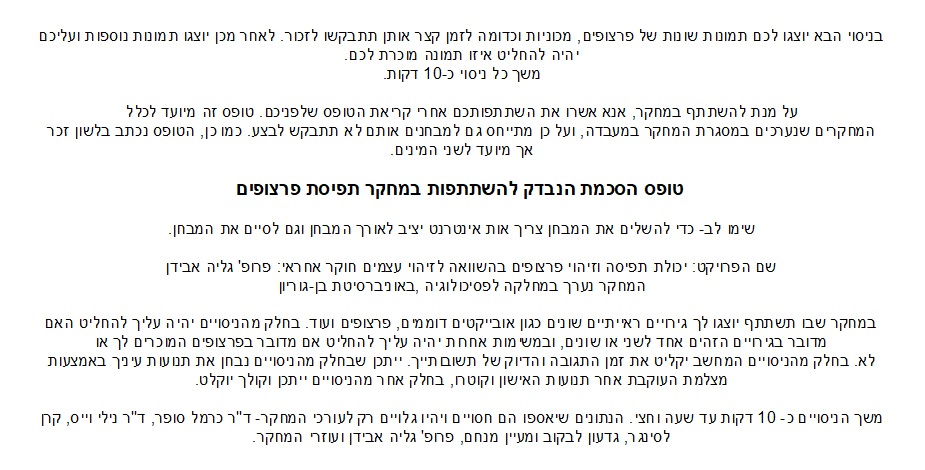 בניסוי הבא יוצגו לכם תמונות שונות של פרצופים, מכוניות וכדומה לזמן קצר אותן תתבקשו לזכור. לאחר מכן יוצגו תמונות נוספות ועליכם
יהיה להחליט איזו תמונה מוכרת לכם.
משך כל ניסוי כ-10 דקות.
על מנת להשתתף במחקר, אנא אשרו את השתתפותכם אחרי קריאת הטופס שלפניכם. טופס זה מיועד לכלל
המחקרים שנערכים במסגרת המחקר במעבדה, ועל כן מתייחס גם למבחנים אותם לא תתבקש לבצע. כמו כן, הטופס נכתב בלשון זכר
אך מיועד לשני המינים.
טופס הסכמת הנבדק להשתתפות במחקר תפיסת פרצופים
שימו לב- כדי להשלים את המבחן צריך אות אינטרנט יציב לאורך המבחן וגם לסיים את המבחן.
שם הפרויקט: יכולת תפיסה וזיהוי פרצופים בהשוואה לזיהוי עצמים חוקר אחראי: פרופ' גליה אבידן
המחקר נערך במחלקה לפסיכולוגיה ,באוניברסיטת בן-גוריון
במחקר שבו תשתתף יוצגו לך גירויים ראייתיים שונים כגון אובייקטים דוממים, פרצופים ועוד. בחלק מהניסויים יהיה עליך להחליט האם
מדובר בגירויים הזהים אחד לשני או שונים, ובמשימות אחרות יהיה עליך להחליט אם מדובר בפרצופים המוכרים לך או
לא. בחלק מהניסויים המחשב יקליט את זמן התגובה והדיוק של תשובותייך. ייתכן שבחלק מהניסויים נבחן את תנועות עיניך באמצעות
מצלמת העוקבת אחר תנועות האישון וקוטרו, בחלק אחר מהניסויים ייתכן וקולך יוקלט.
משך הניסויים כ- 10 דקות עד שעה וחצי. הנתונים שיאספו הם חסויים ויהיו גלויים רק לעורכי המחקר- ד"ר כרמל סופר, ד"ר נילי וייס, קרן
לסינגר, גדעון לבקוב ומעיין מנחם, פרופ' גליה אבידן ועוזרי המחקר.